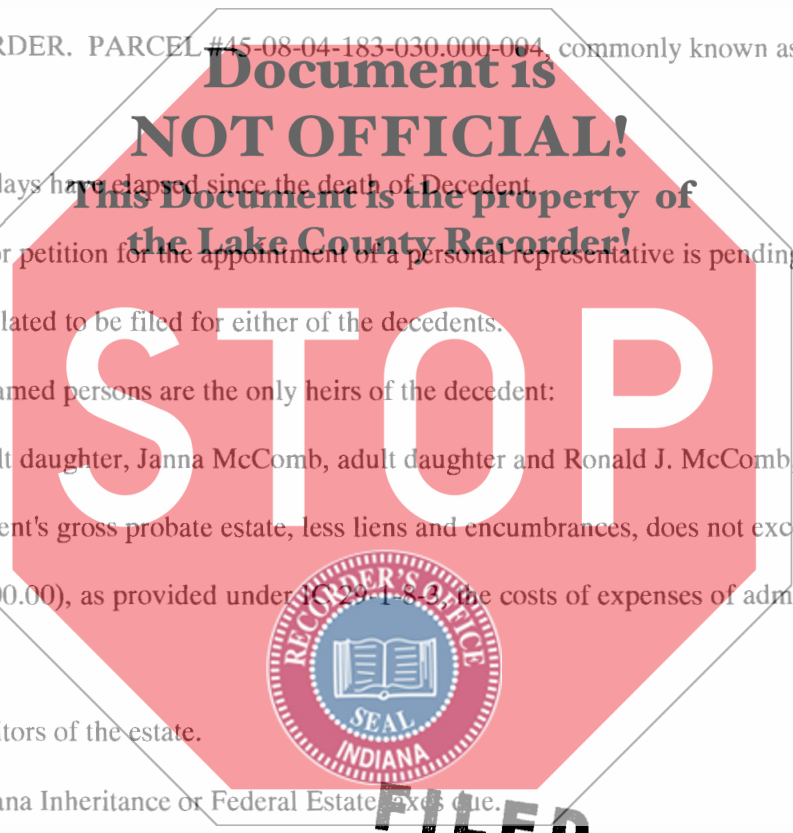 RDER. PARCEL #45-08-04-183-030.000-004, commonly known as
Document is
NOT OFFICIAL!
days have elapsed since the death of Decedent.
This Document is the property of
the Lake County Recorder!
or petition for the appointment of a personal representative is pending
lated to be filed for either of the decedents.
STOP
amed persons are the only heirs of the decedent:
lt daughter, Janna McComb, adult daughter and Ronald J. McComb,
ent's gross probate estate, less liens and encumbrances, does not exc
00.00), as provided under IC 29-1-8-3, the costs of expenses of adm
RECORDER'S OFFICE
SEAL
INDIANA
itors of the estate.
ana Inheritance or Federal Estate taxes due.
FILED